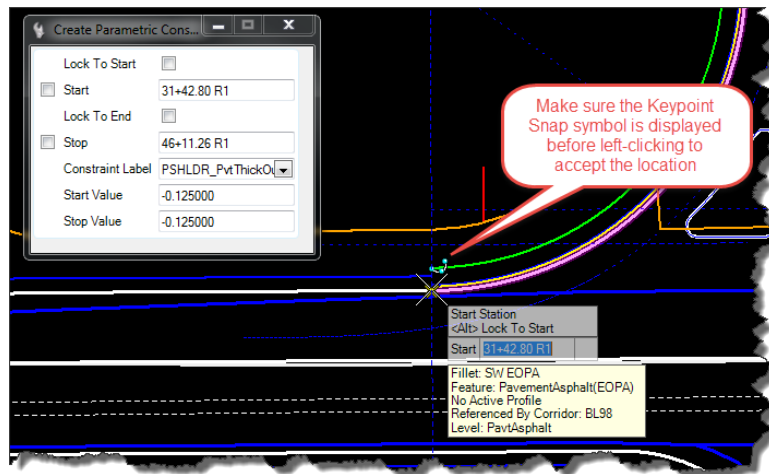 Create Parametric Cons...
Lock To Start
Start 31+42.80 R1
Lock To End
Stop 46+11.26 R1
Constraint Label PSHLDR_PvtThickOu
Start Value -0.125000
Stop Value -0.125000
Make sure the Keypoint
Snap symbol is displayed
before left-clicking to
accept the location
Start Station
<Alt> Lock To Start
Start 31+42.80 R1
Fillet: SW EOPA
Feature: PavementAsphalt(EOPA)
No Active Profile
Referenced By Corridor: BL98
Level: PavtAsphalt